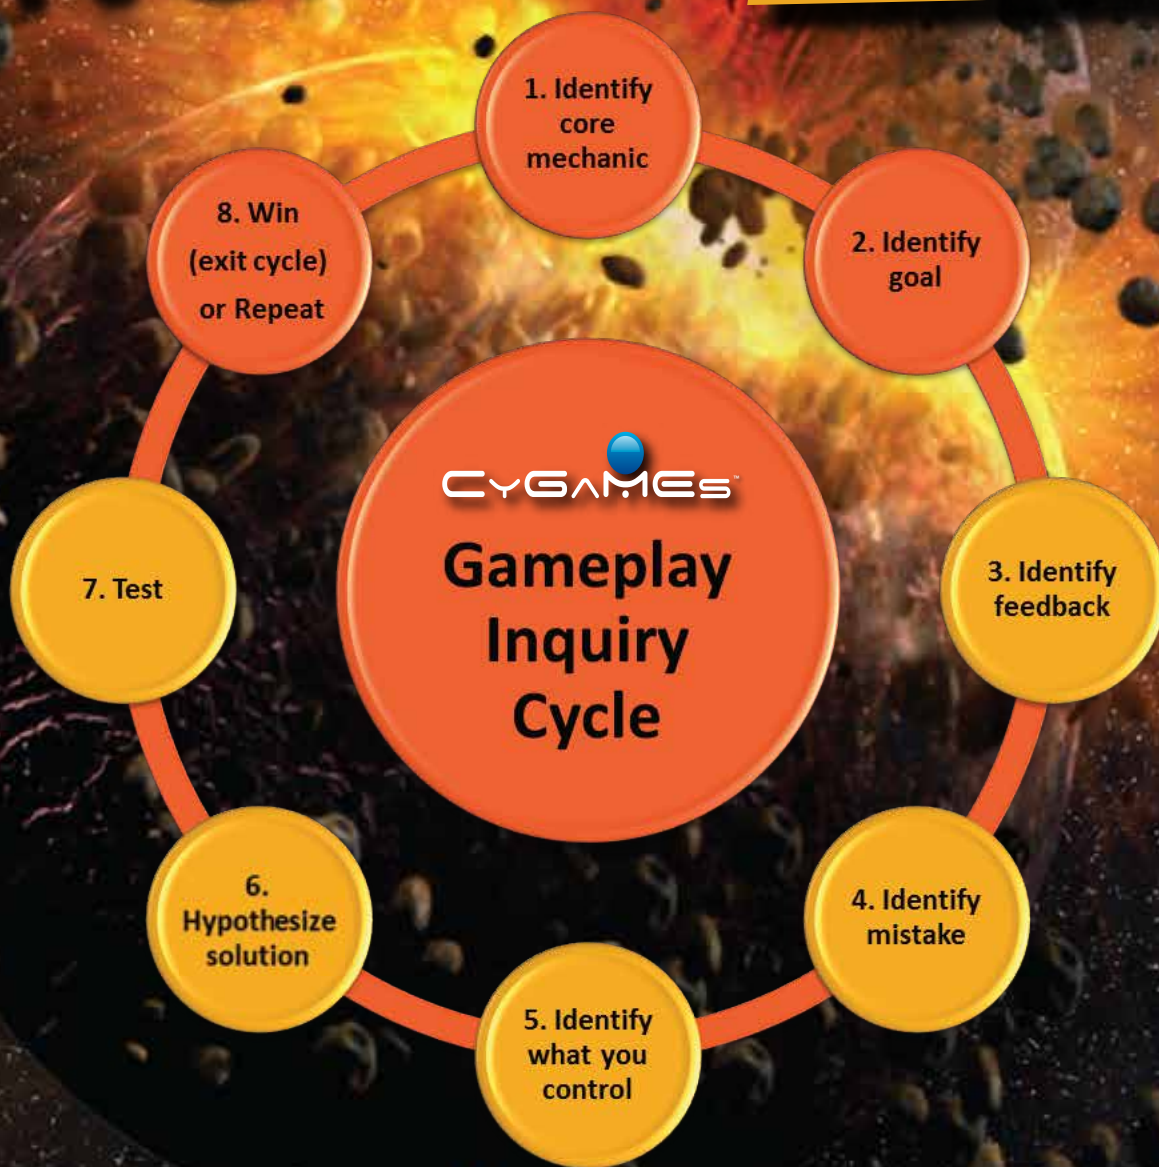 1. Identify
core
mechanic
2. Identify
goal
3. Identify
feedback
4. Identify
mistake
5. Identify
what you
control
6.
Hypothesize
solution
7. Test
8. Win
(exit cycle)
or Repeat
CYGAMES™
Gameplay
Inquiry
Cycle